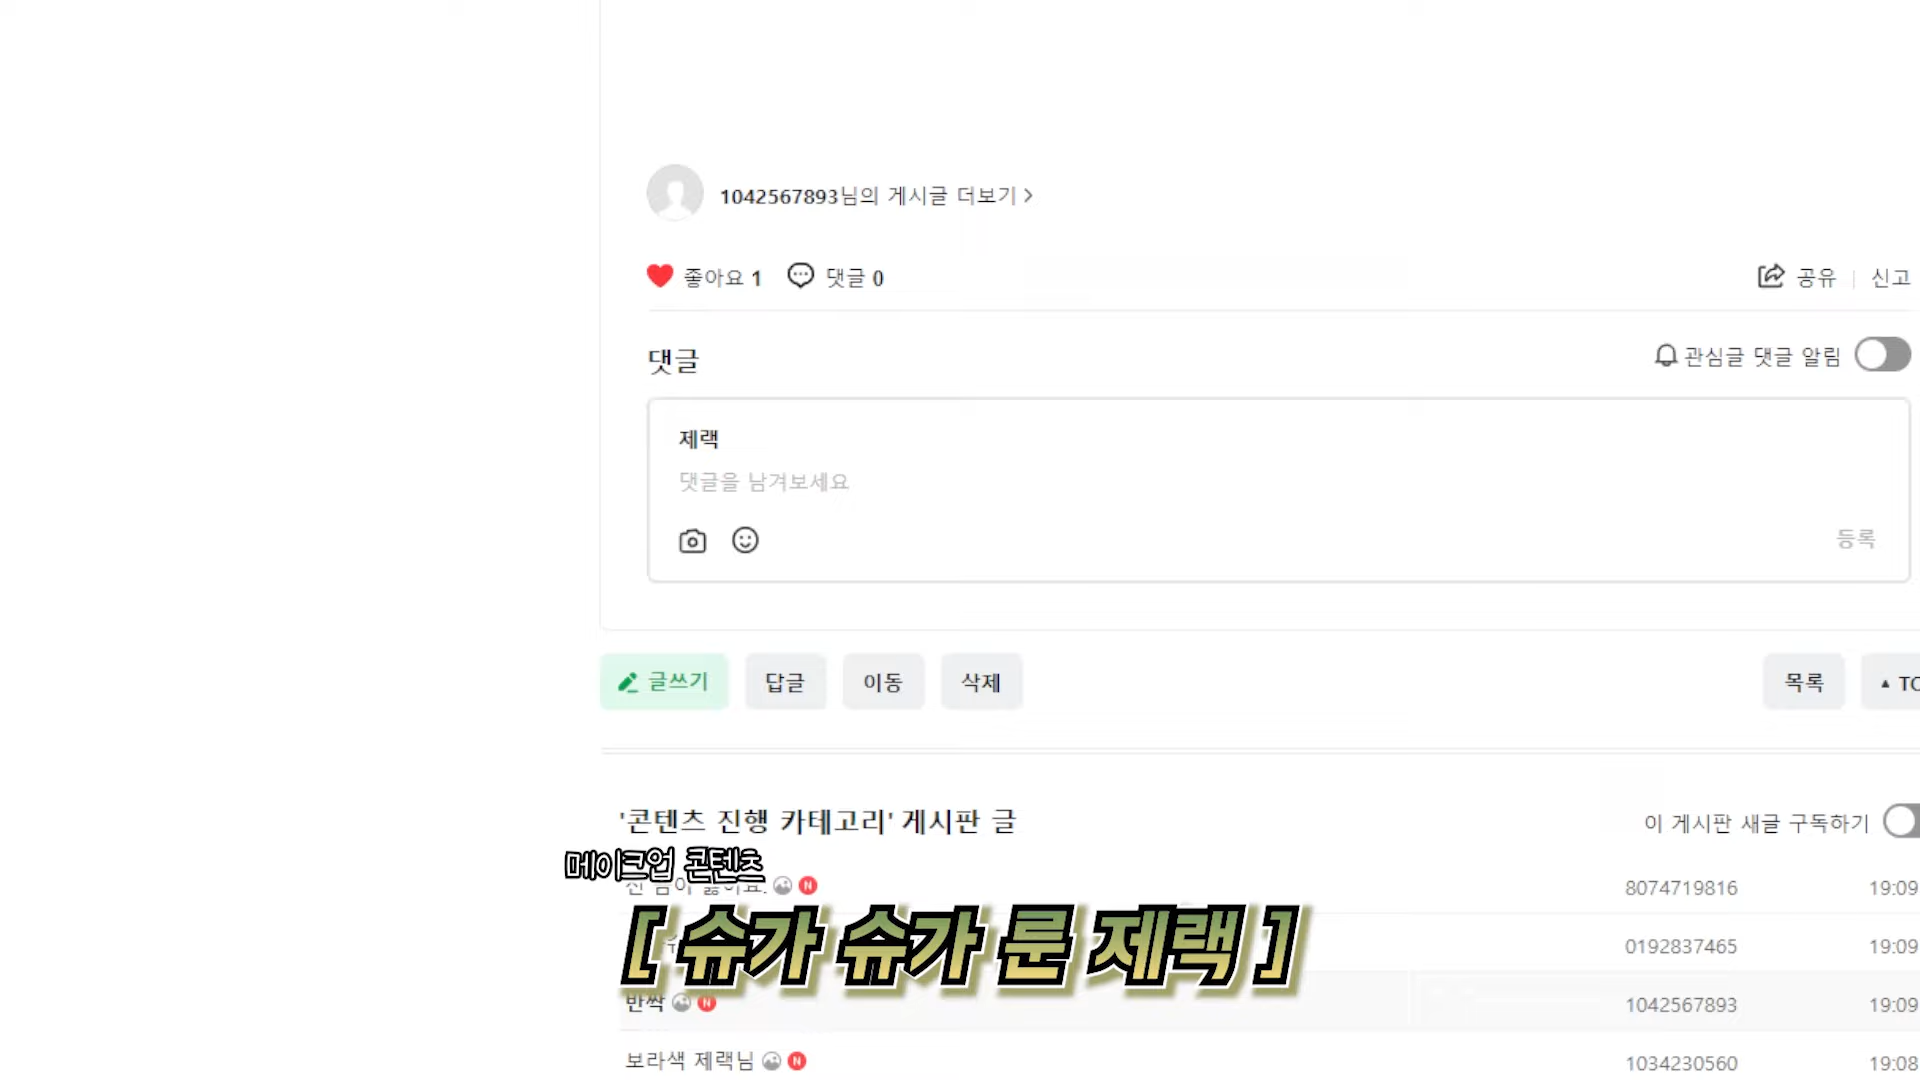 1042567893님의 게시글 더보기 >
좋아요 1 댓글 0 공유 신고
댓글 관심글 댓글 알림
제랙
댓글을 남겨보세요
등록
글쓰기 답글 이동 삭제 목록 ▲ TO
'콘텐츠 진행 카테고리' 게시판 글 이 게시판 새글 구독하기
메이크업 콘텐츠
N 8074719816 19:09
[ 슈가 슈가 룬 제랙 ]
0192837465 19:09
반짝 N 1042567893 19:09
보라색 제랙님 N 1034230560 19:08